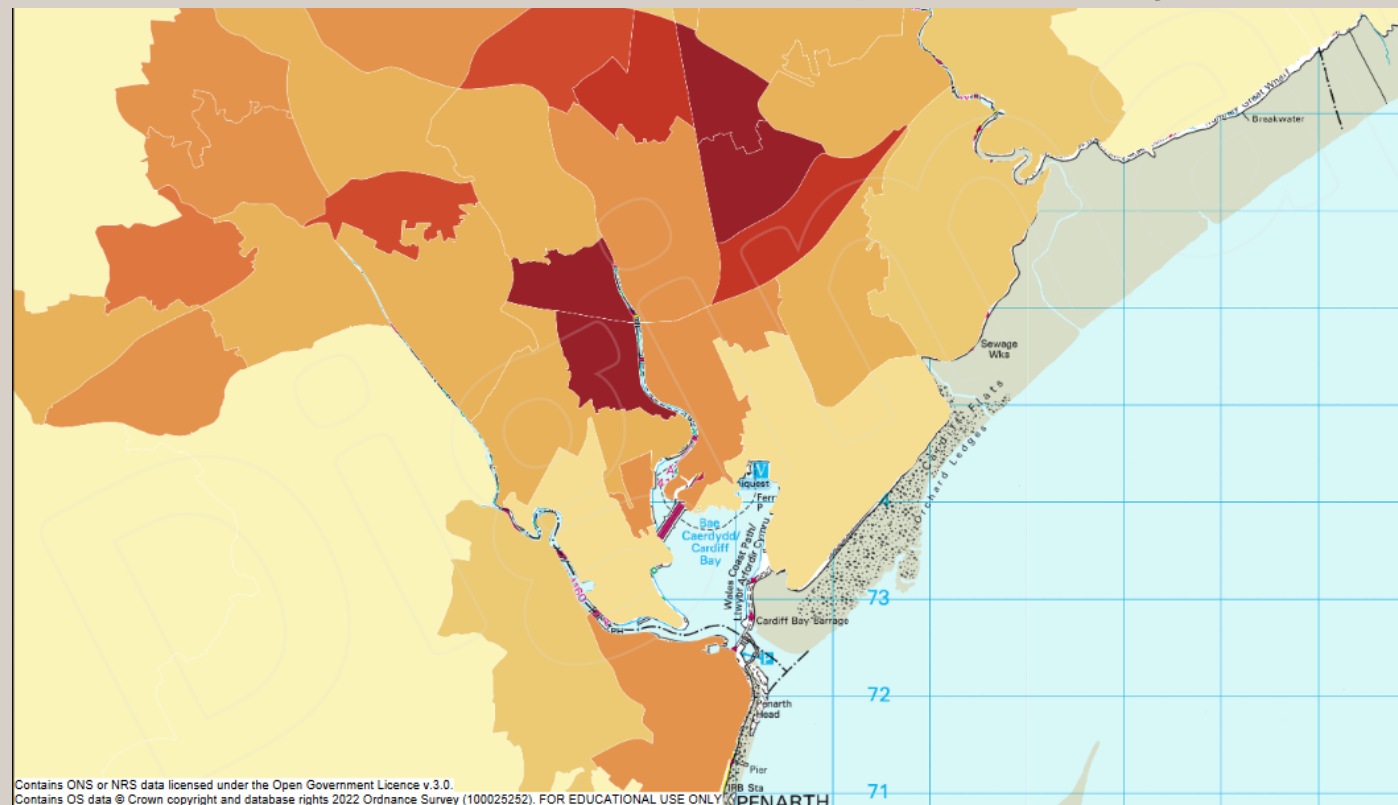 Breakwater
Sewage
Wks
Cardiff Flats
Orchard Ledges
V
Ferr
P
Bae
Caerdydd/
Cardiff
Bay
Wales Coast Path/
Llwybr Arfordir Cymru
73
Cardiff Bay Barrage
PH
P
72
Penarth
Head
Pier
IRB Sta
PENARTH
71
Contains ONS or NRS data licensed under the Open Government Licence v.3.0.
Contains OS data © Crown copyright and database rights 2022 Ordnance Survey (100025252). FOR EDUCATIONAL USE ONLY